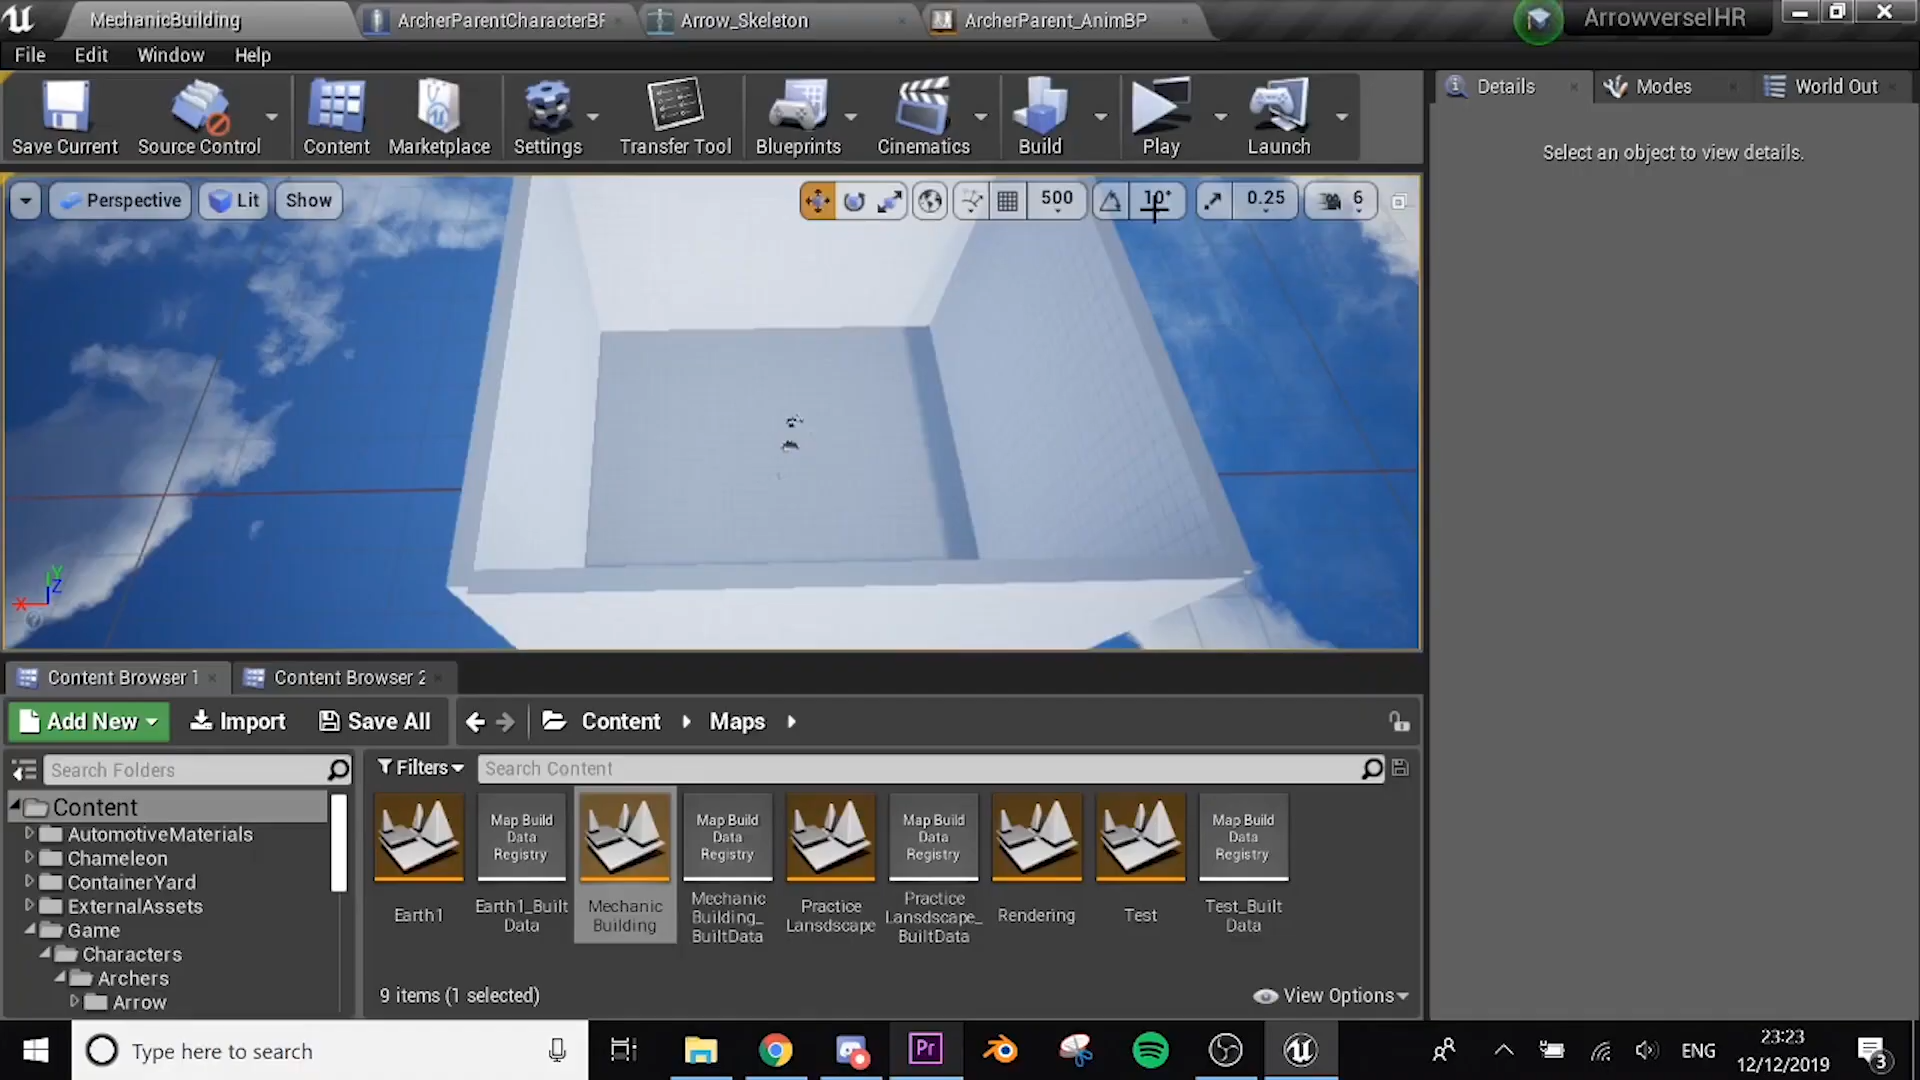 MechanicBuilding
ArcherParentCharacterBF
Arrow_Skeleton
ArcherParent_AnimBP
ArrowverseIHR
File Edit Window Help
Save Current
Source Control
Content
Marketplace
Settings
Transfer Tool
Blueprints
Cinematics
Build
Play
Launch
Details
Modes
World Out
Select an object to view details.
Perspective
Lit
Show
500
10°
0.25
6
X
Y
Z
Content Browser 1
Content Browser 2
Add New
Import
Save All
Content
Maps
Search Folders
Filters
Search Content
Content
AutomotiveMaterials
Chameleon
ContainerYard
ExternalAssets
Game
Characters
Archers
Arrow
Earth1
Map Build
Data
Registry
Earth1_Built
Data
Mechanic
Building
Map Build
Data
Registry
Mechanic
Building_
BuiltData
Practice
Lansdscape
Map Build
Data
Registry
Practice
Lansdscape_
BuiltData
Rendering
Test
Map Build
Data
Registry
Test_Built
Data
9 items (1 selected)
View Options
Type here to search
Pr
ENG
23:23
12/12/2019
3